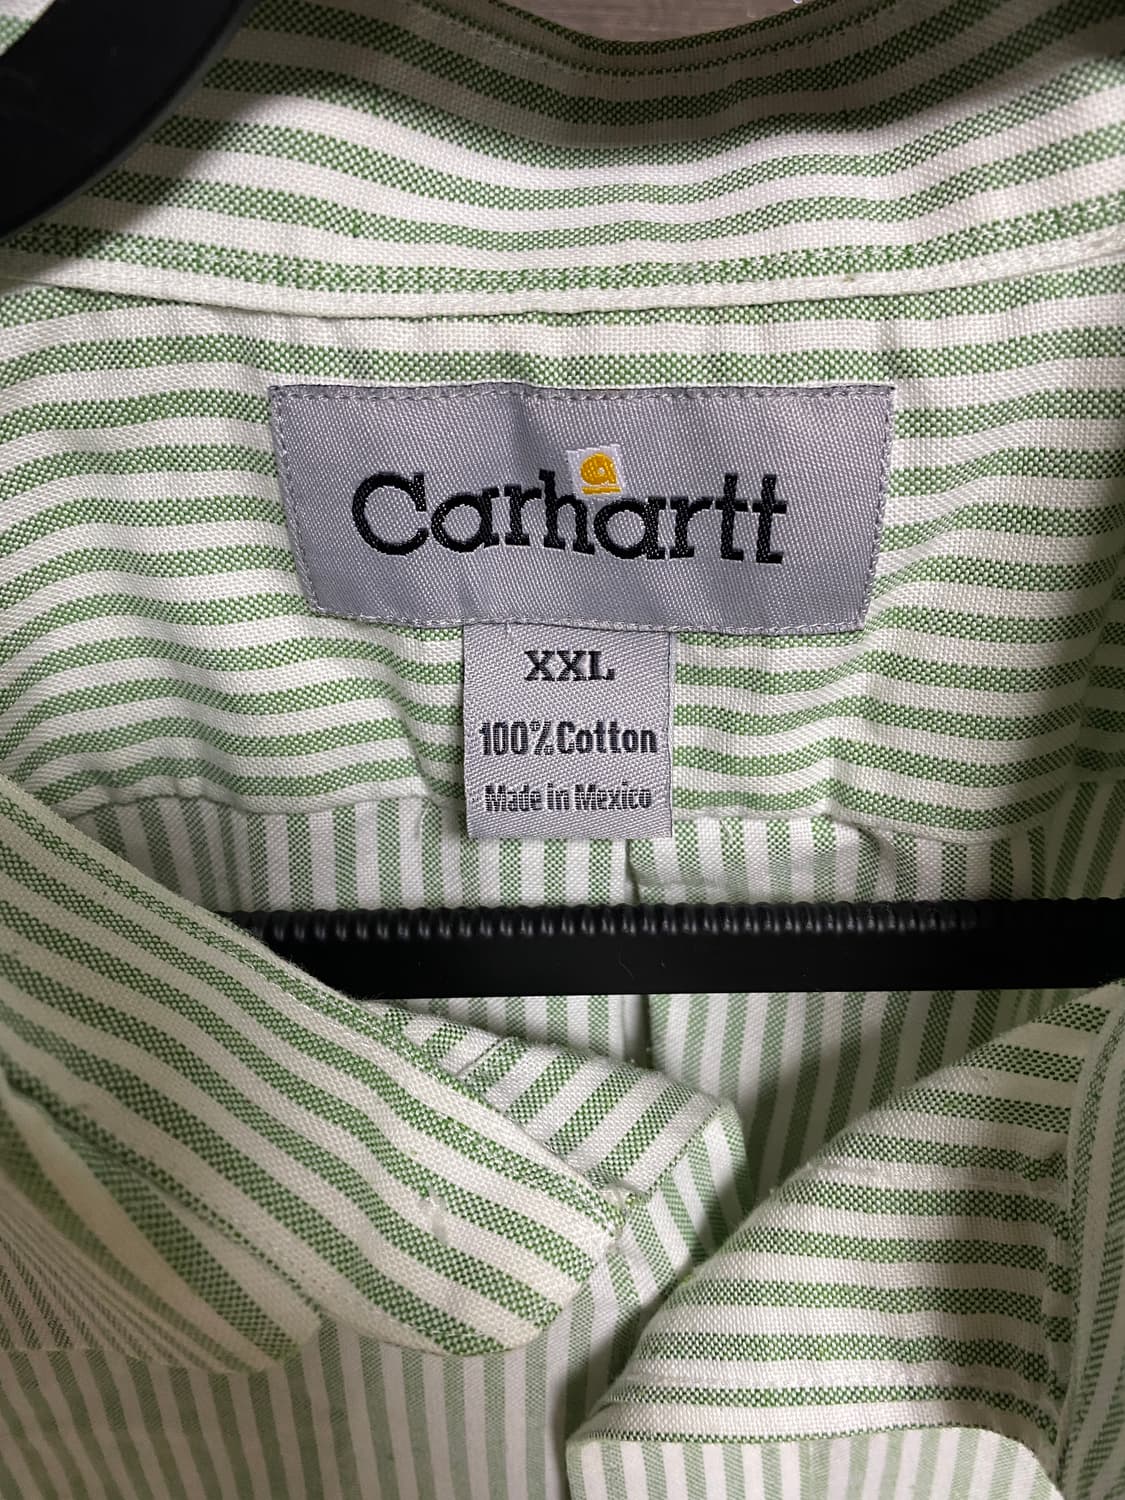 Carhartt
XXL
100% Cotton
Made in Mexico